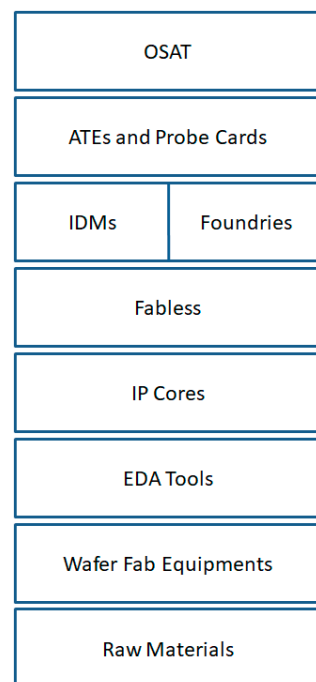 OSAT
ATEs and Probe Cards
IDMs
Foundries
Fabless
IP Cores
EDA Tools
Wafer Fab Equipments
Raw Materials